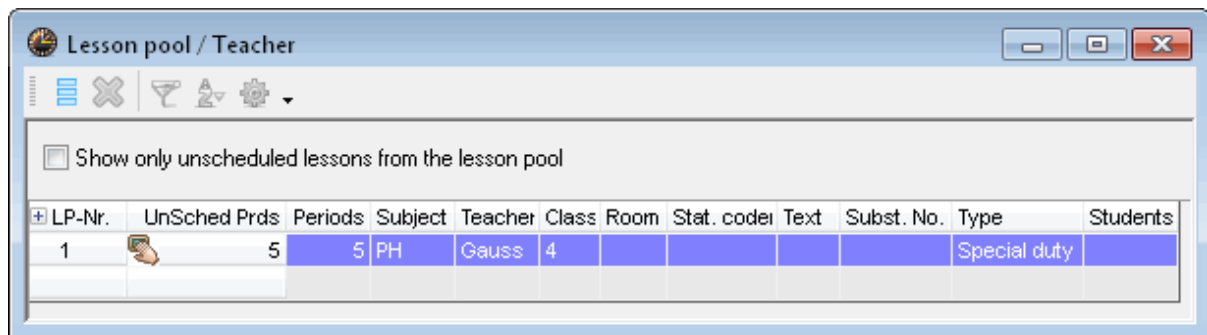 Lesson pool / Teacher
Show only unscheduled lessons from the lesson pool
LP-Nr. UnSched Prds Periods Subject Teacher Class Room Stat. code Text Subst. No. Type Students
1 5 5 PH Gauss 4 Special duty